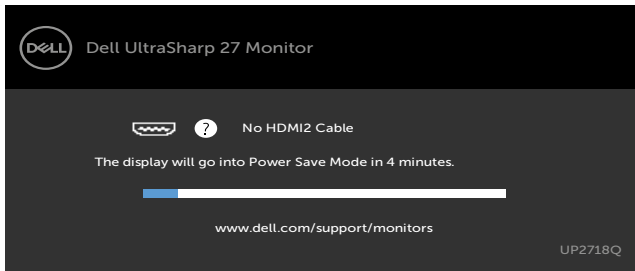 DELL
Dell UltraSharp 27 Monitor
? No HDMI2 Cable
The display will go into Power Save Mode in 4 minutes.
www.dell.com/support/monitors
UP2718Q